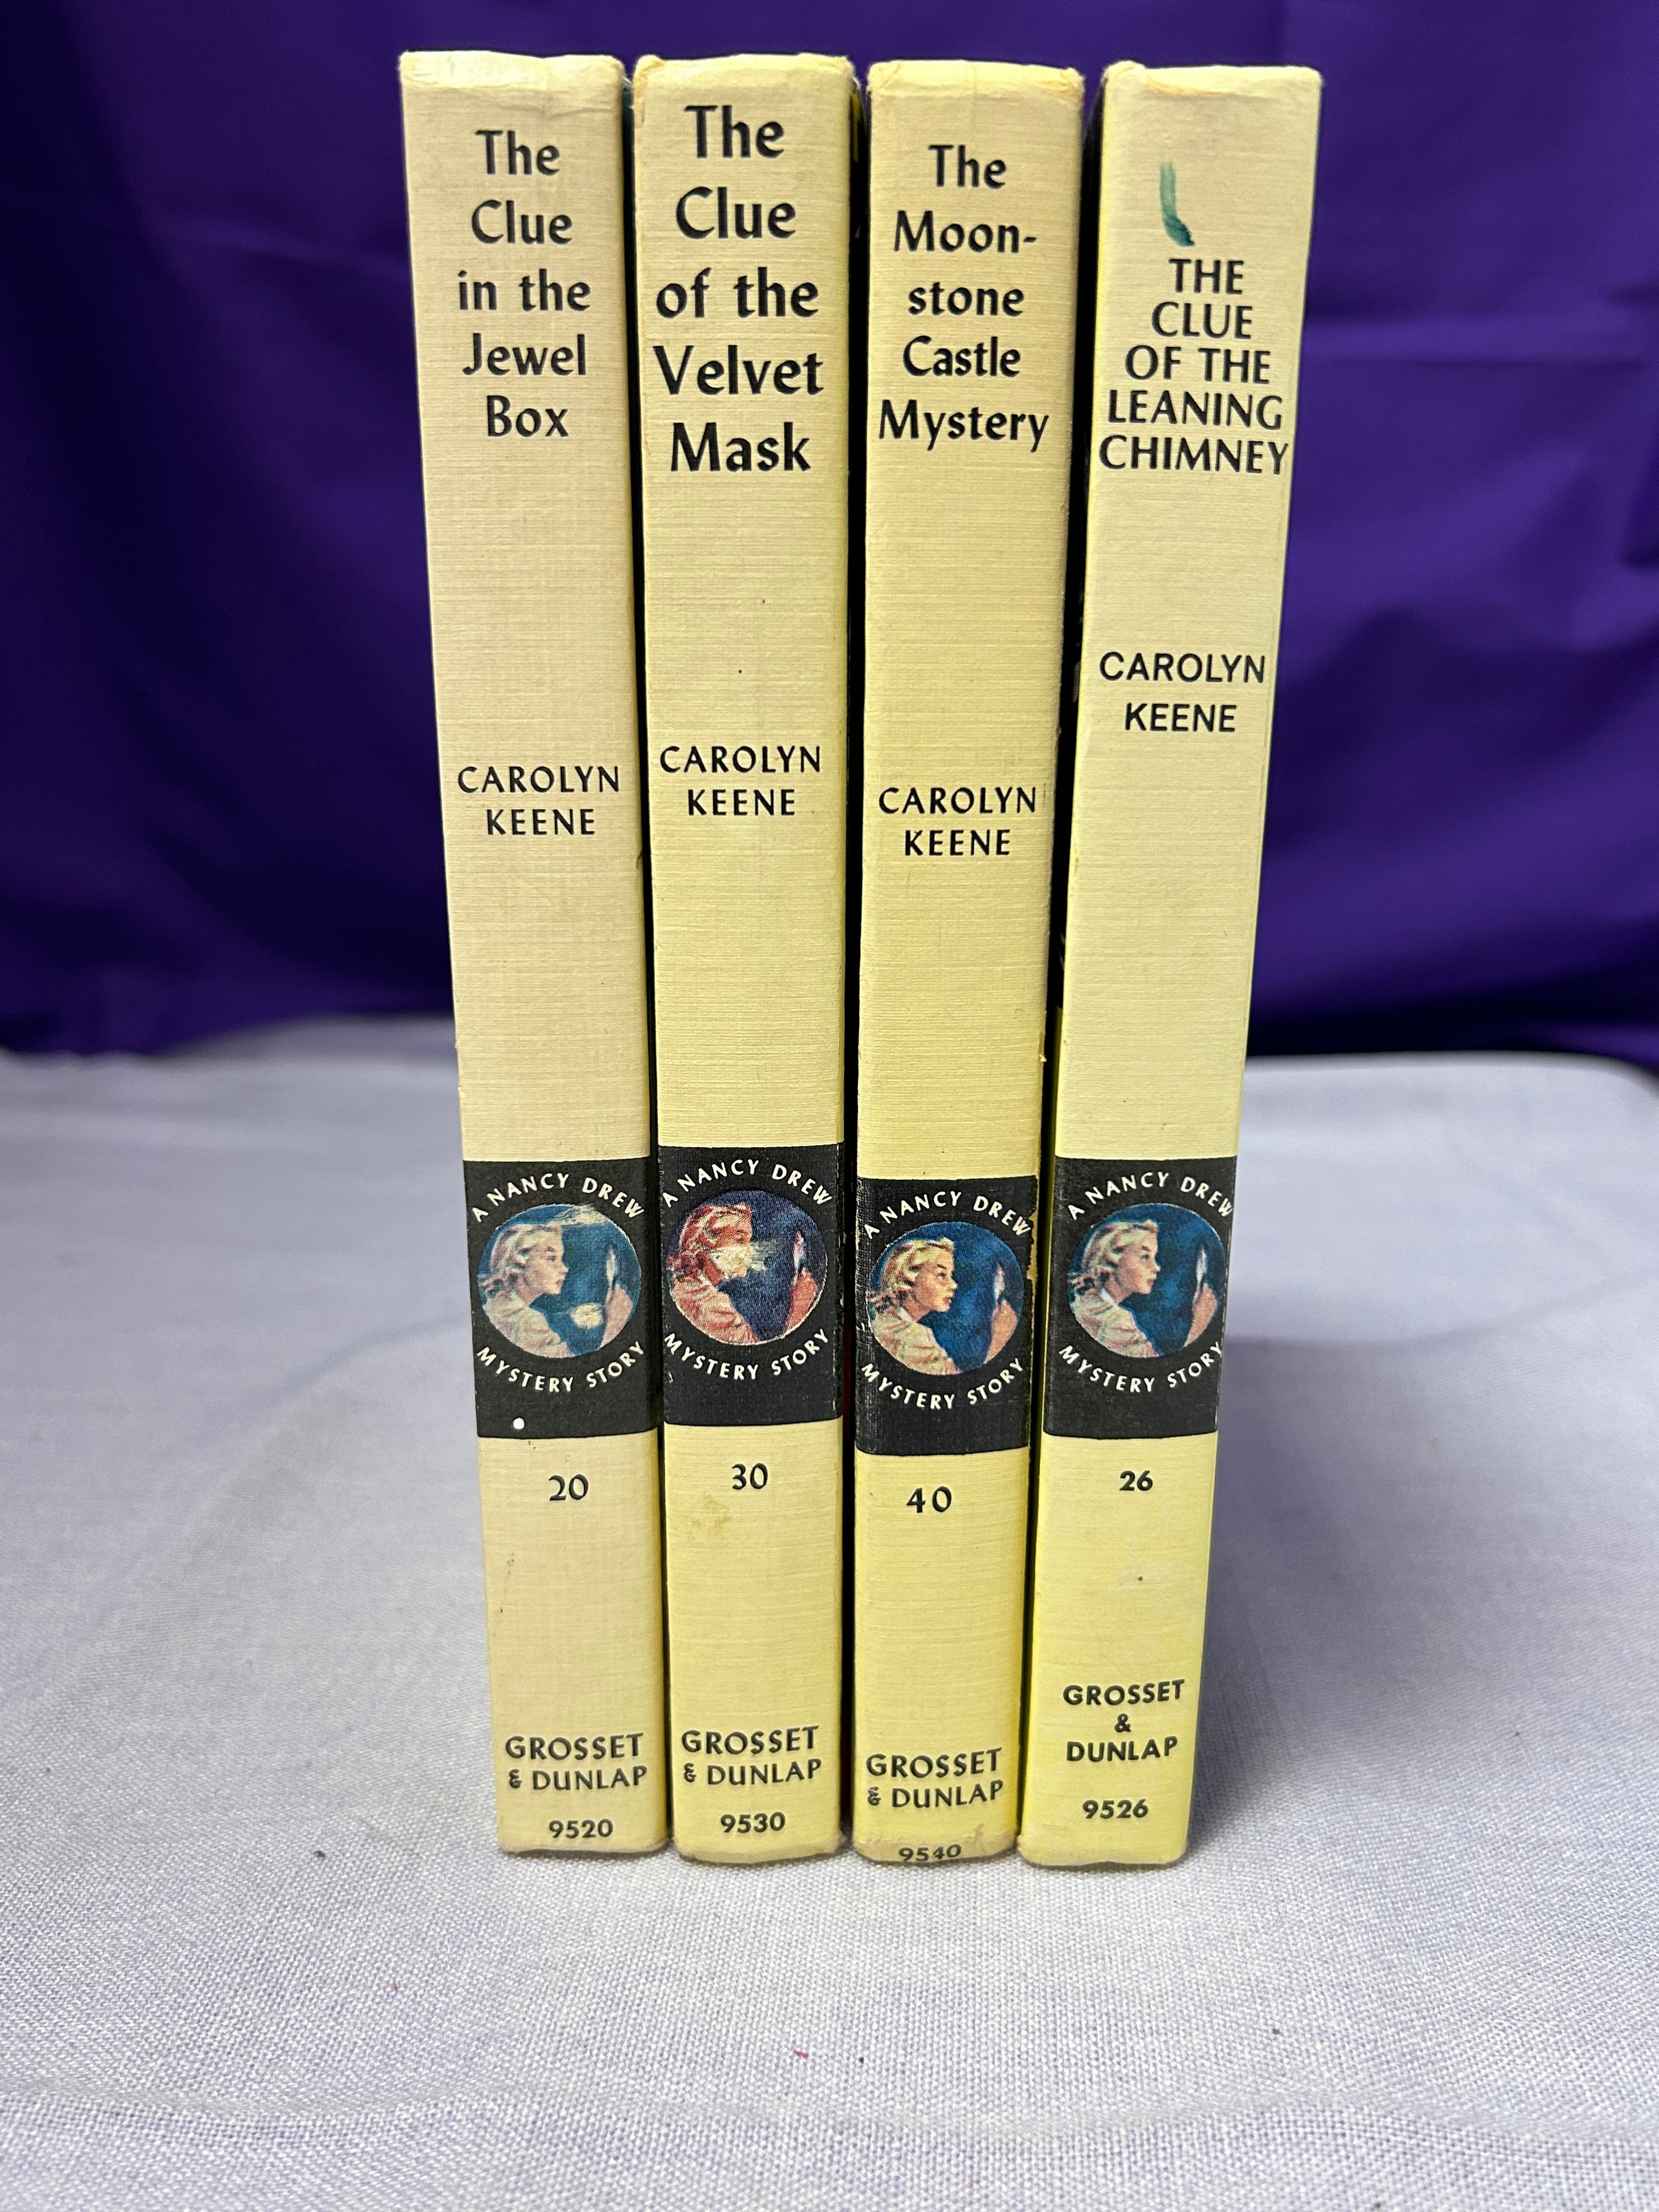 The
Clue
in the
Jewel
Box
CAROLYN
KEENE
A NANCY DREW
MYSTERY STORY
20
GROSSET
& DUNLAP
9520
The
Clue
of the
Velvet
Mask
CAROLYN
KEENE
A NANCY DREW
MYSTERY STORY
30
GROSSET
& DUNLAP
9530
The
Moon-
stone
Castle
Mystery
CAROLYN
KEENE
A NANCY DREW
MYSTERY STORY
40
GROSSET
& DUNLAP
9540
THE
CLUE
OF THE
LEANING
CHIMNEY
CAROLYN
KEENE
A NANCY DREW
MYSTERY STORY
26
GROSSET
&
DUNLAP
9526